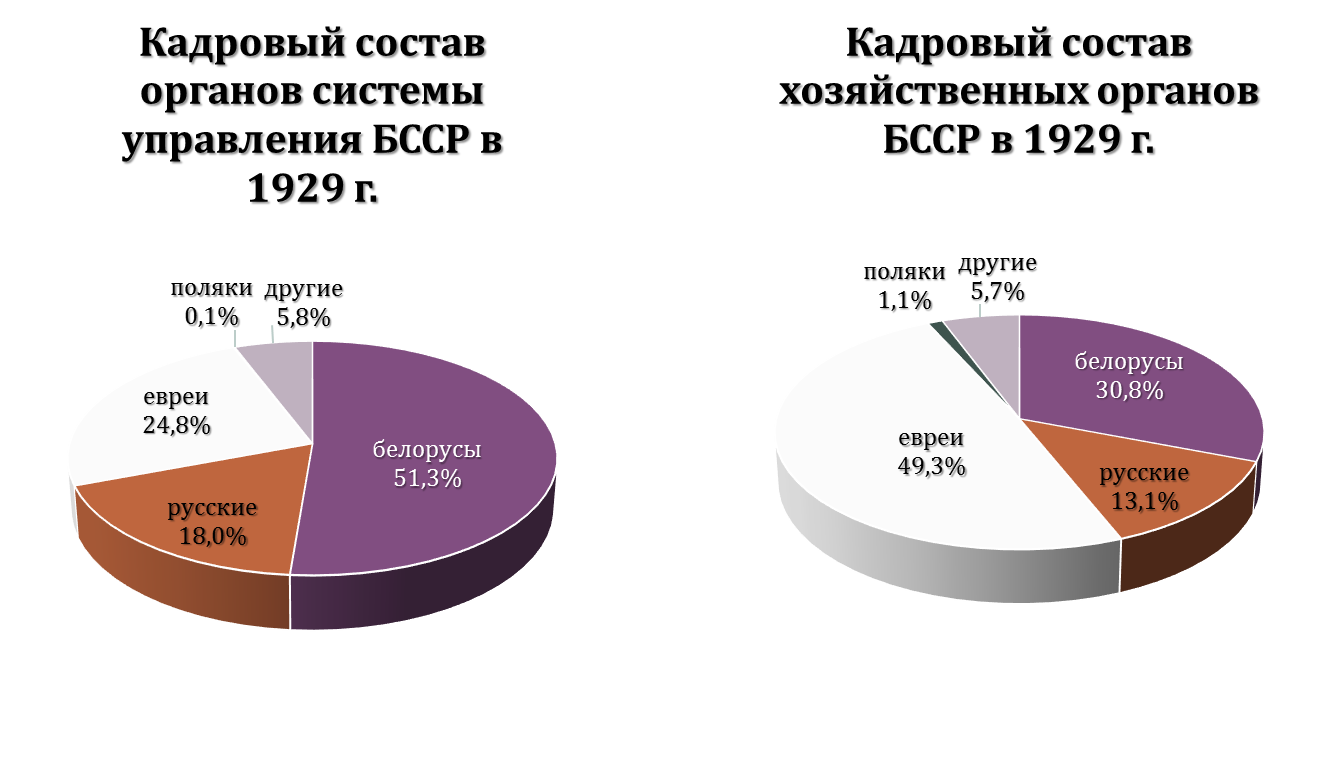 Кадровый состав
органов системы
управления БССР в
1929 г.
поляки
0,1%
другие
5,8%
евреи
24,8%
белорусы
51,3%
русские
18,0%
Кадровый состав
хозяйственных органов
БССР в 1929 г.
поляки
1,1%
другие
5,7%
белорусы
30,8%
евреи
49,3%
русские
13,1%